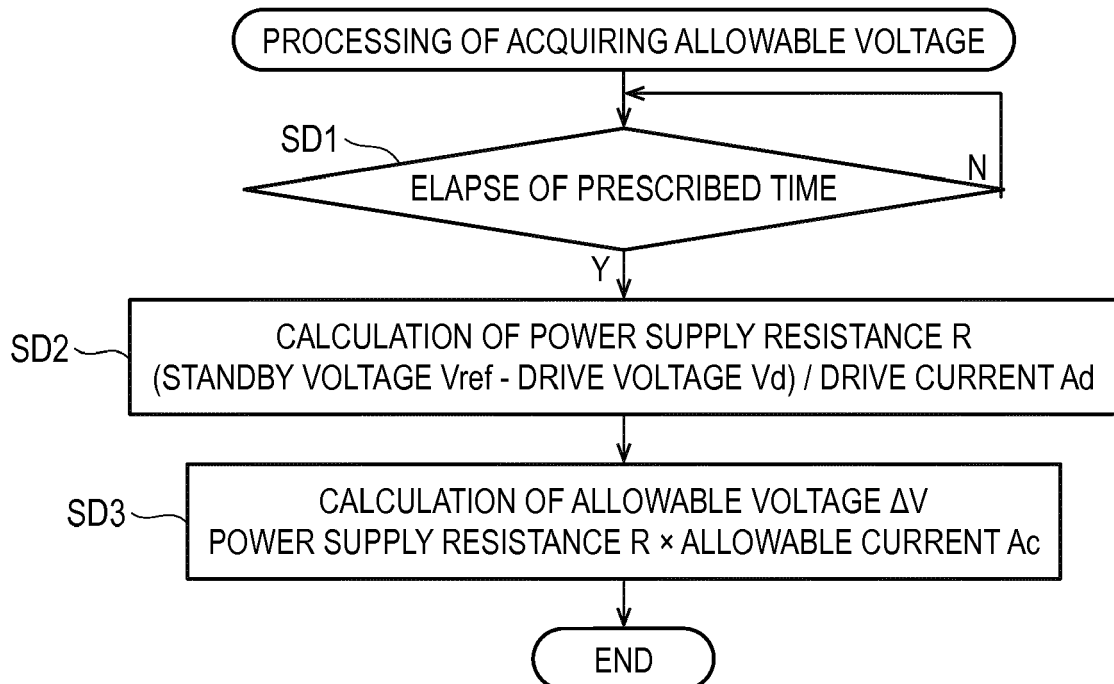 PROCESSING OF ACQUIRING ALLOWABLE VOLTAGE
SD1
ELAPSE OF PRESCRIBED TIME
N
Y
SD2
CALCULATION OF POWER SUPPLY RESISTANCE R
(STANDBY VOLTAGE Vref - DRIVE VOLTAGE Vd) / DRIVE CURRENT Ad
SD3
CALCULATION OF ALLOWABLE VOLTAGE ΔV
POWER SUPPLY RESISTANCE R × ALLOWABLE CURRENT Ac
END